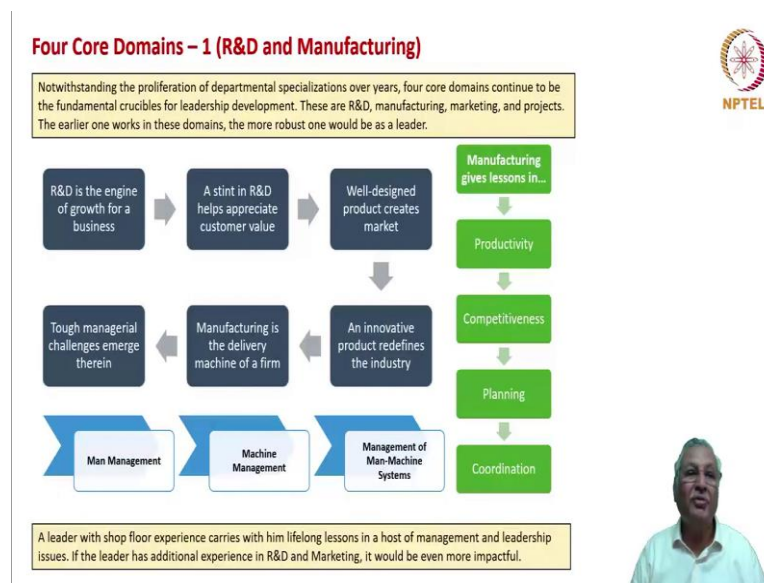 Four Core Domains – 1 (R&D and Manufacturing)
NPTEL
Notwithstanding the proliferation of departmental specializations over years, four core domains continue to be
the fundamental crucibles for leadership development. These are R&D, manufacturing, marketing, and projects.
The earlier one works in these domains, the more robust one would be as a leader.
R&D is the engine
of growth for a
business
A stint in R&D
helps appreciate
customer value
Well-designed
product creates
market
An innovative
product redefines
the industry
Manufacturing is
the delivery
machine of a firm
Tough managerial
challenges emerge
therein
Man Management
Machine
Management
Management of
Man-Machine
Systems
Manufacturing
gives lessons in...
Productivity
Competitiveness
Planning
Coordination
A leader with shop floor experience carries with him lifelong lessons in a host of management and leadership
issues. If the leader has additional experience in R&D and Marketing, it would be even more impactful.